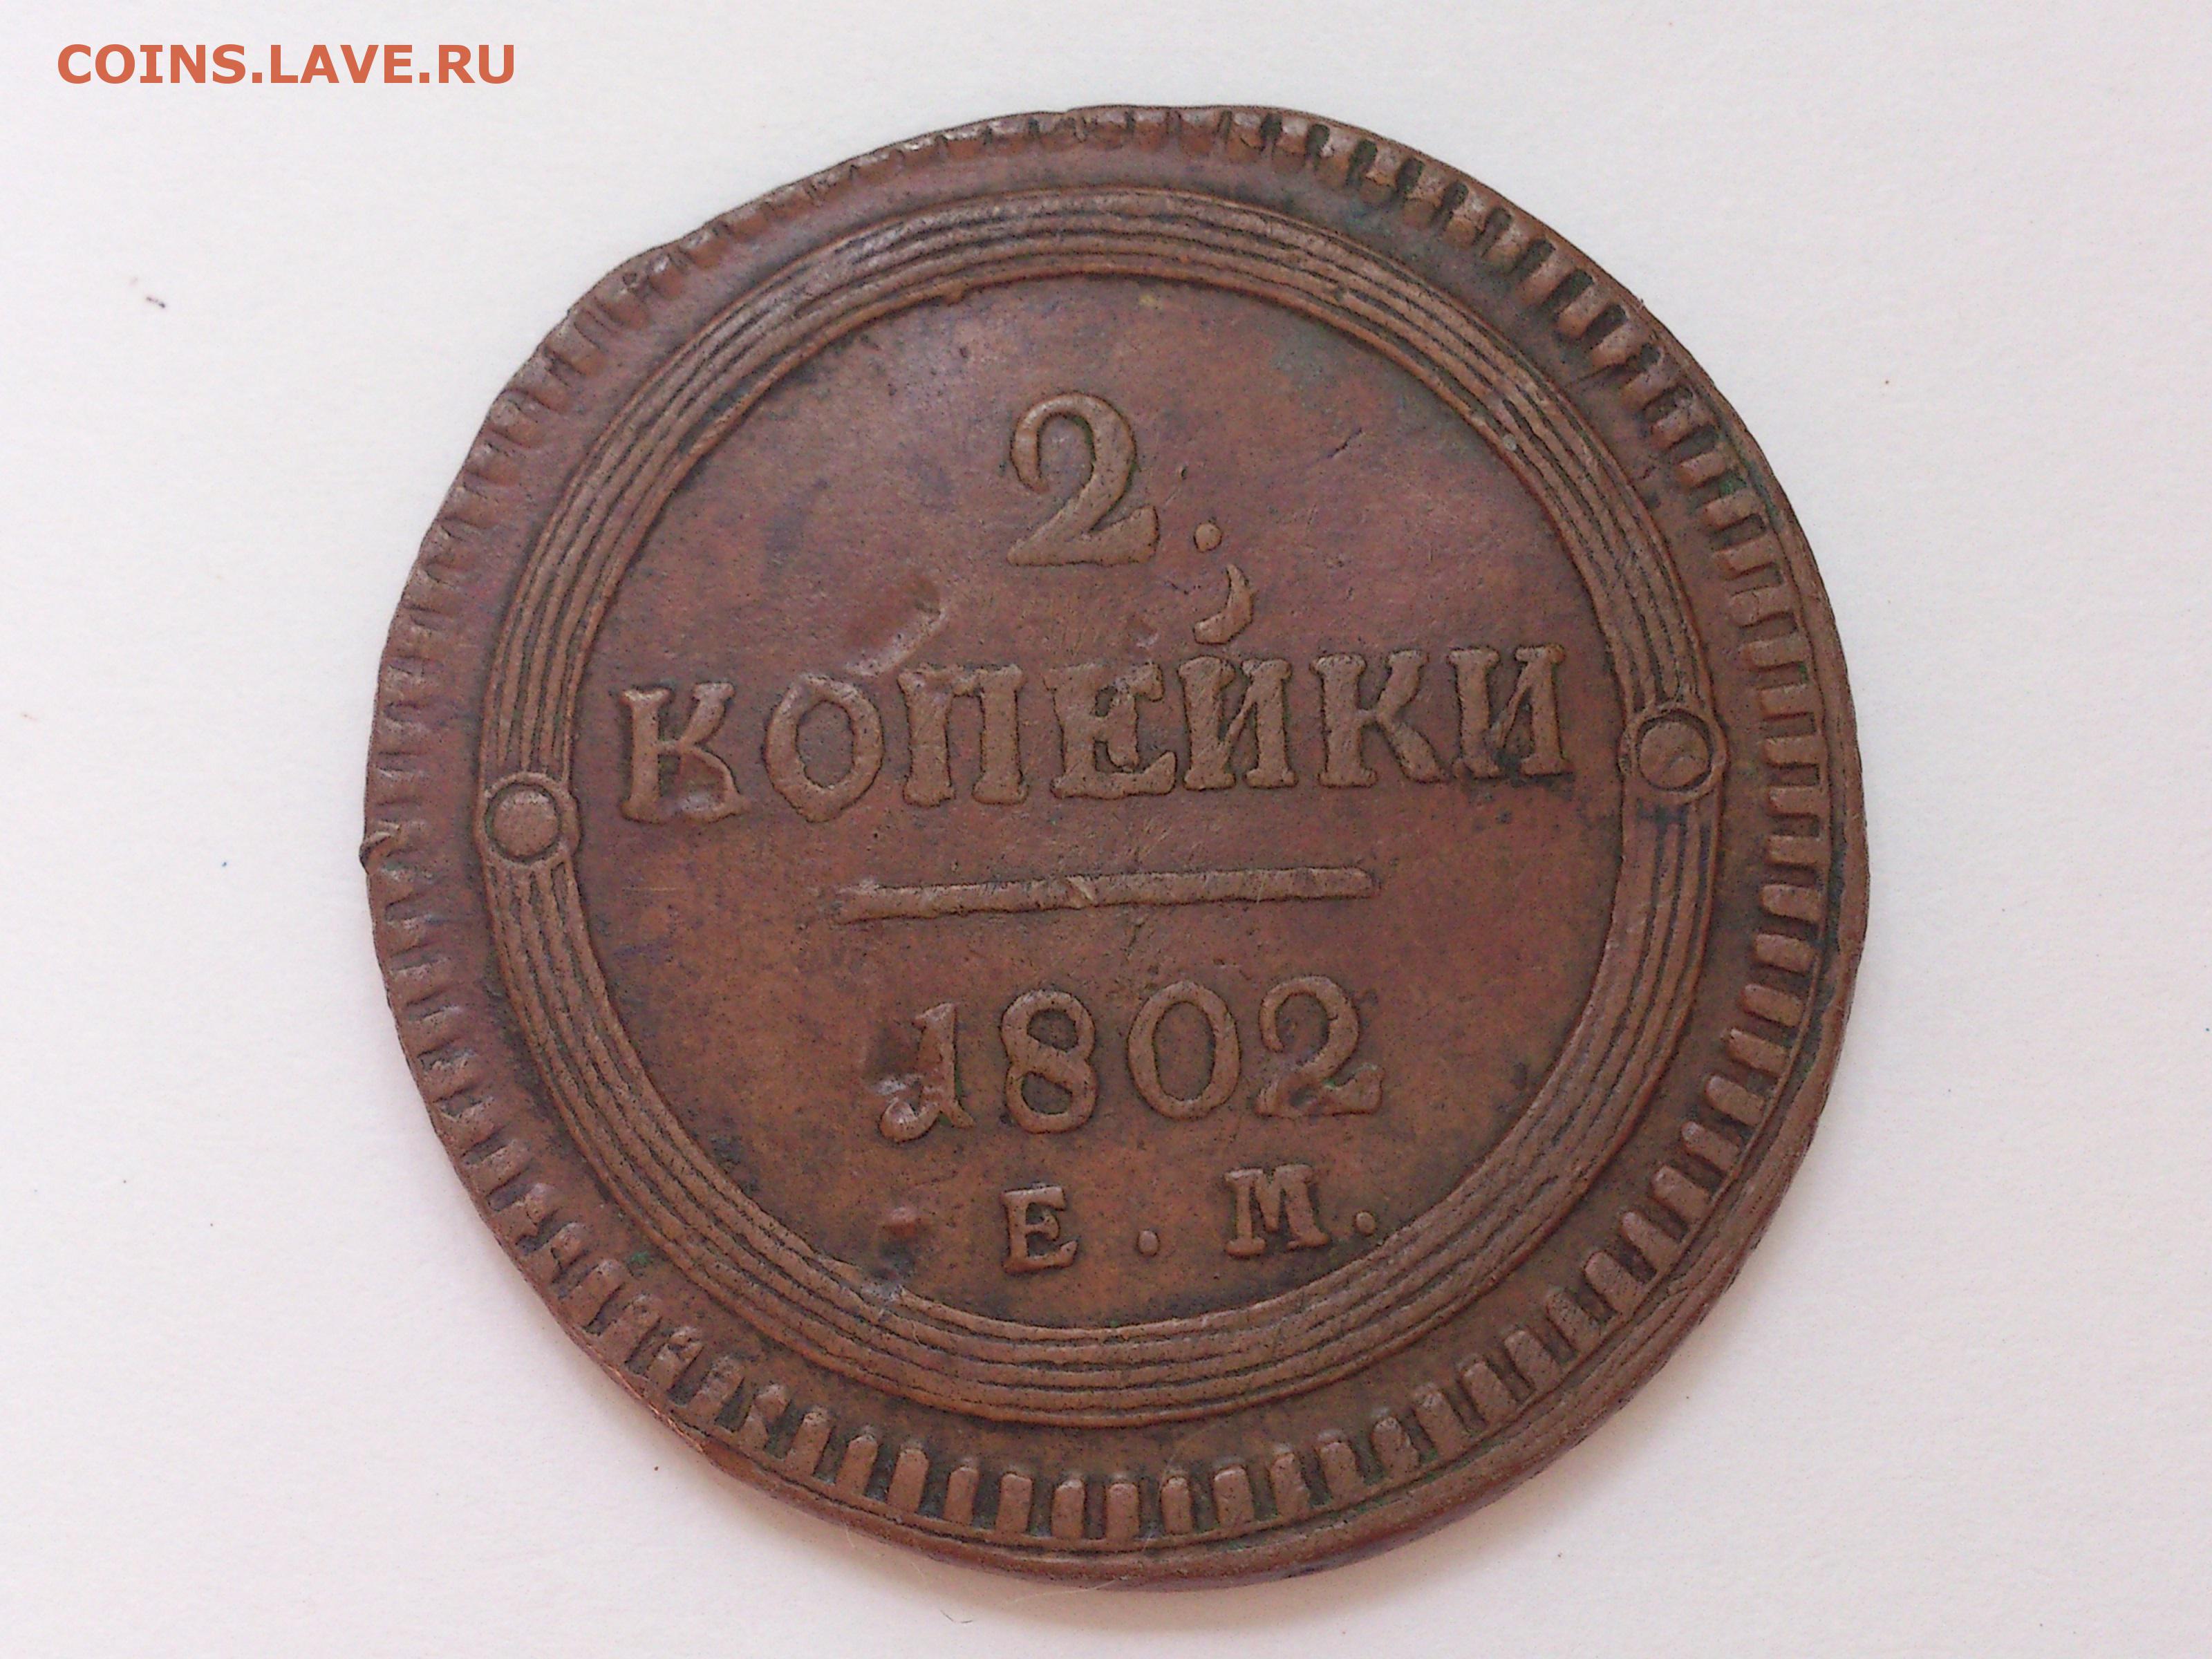 COINS.LAVE.RU
2.
КОПЕЙКИ
1802
Е . М .